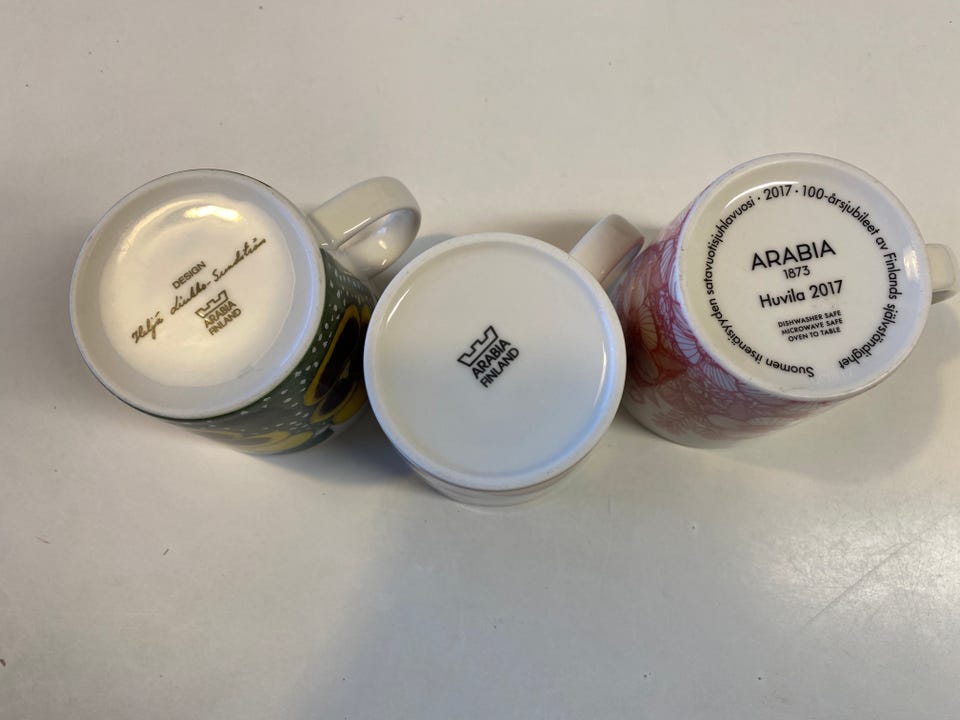 DESIGN
Heljä Liukko-Sundström
ARABIA
FINLAND
ARABIA
FINLAND
Suomen itsenäisyyden satavuotisjuhlavuosi · 2017 · 100-årsjubileet av Finlands självständighet
ARABIA
1873
Huvila 2017
DISHWASHER SAFE
MICROWAVE SAFE
OVEN TO TABLE